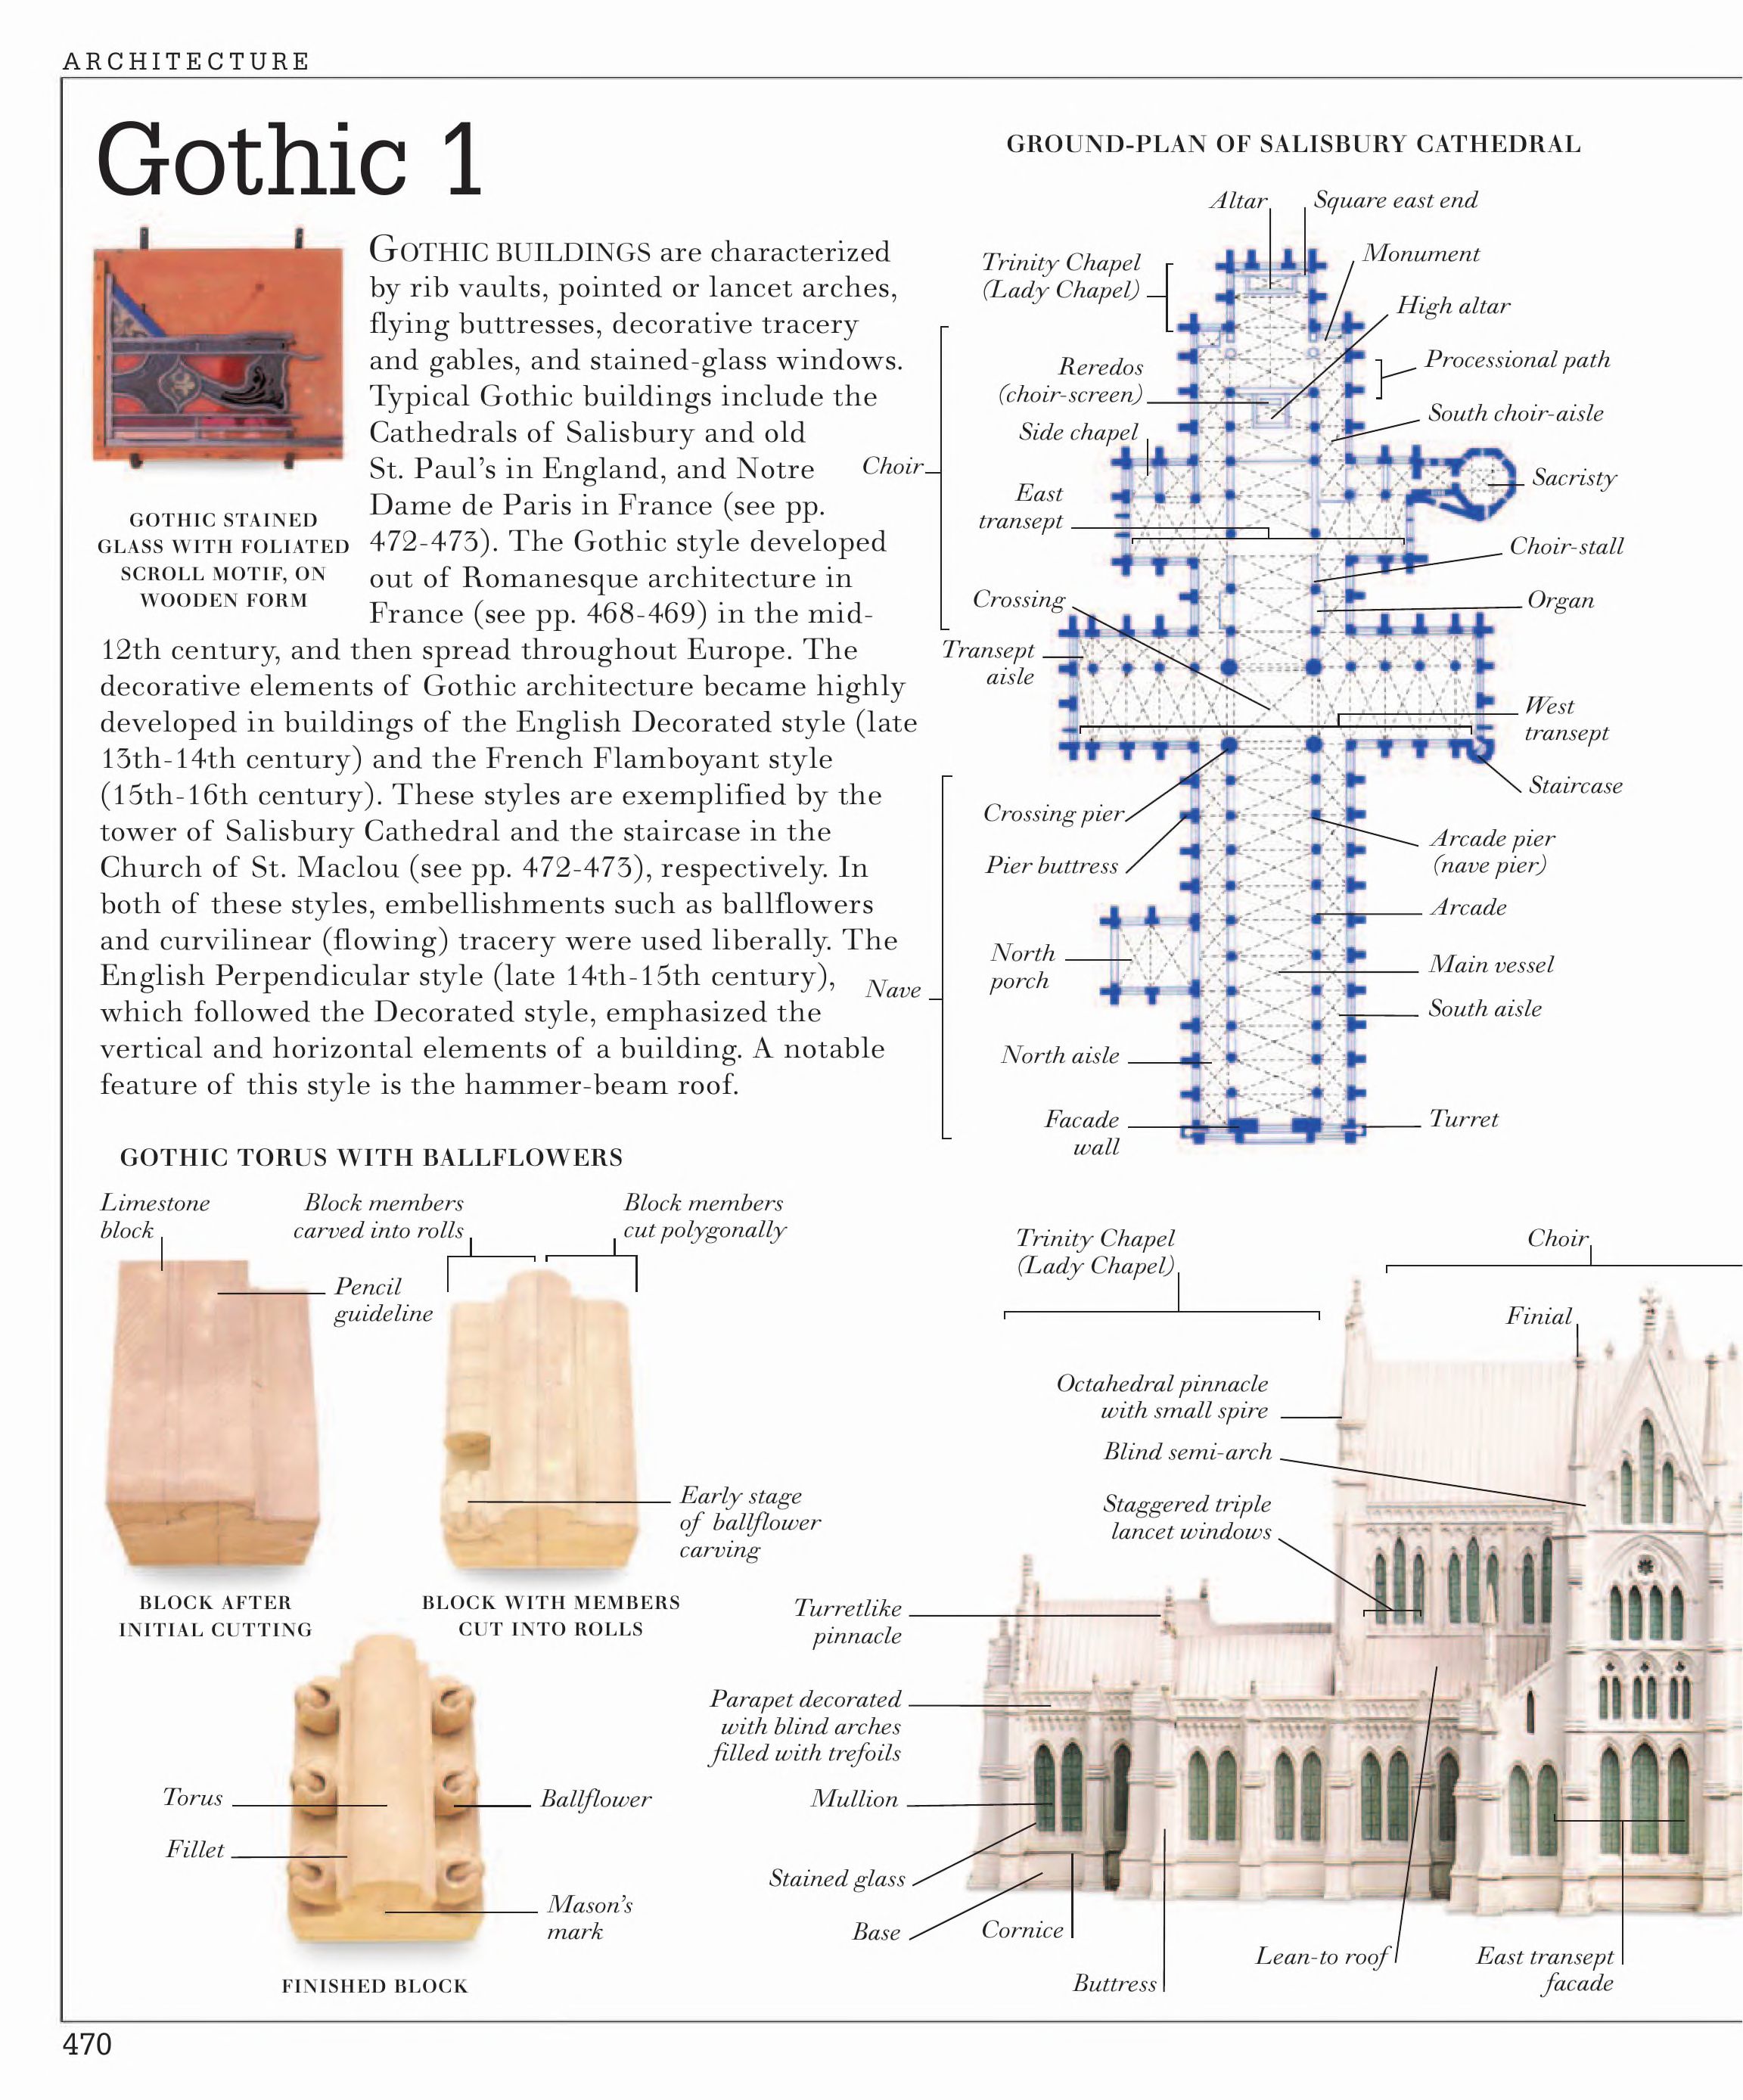 ARCHITECTURE
Gothic 1
GOTHIC STAINED
GLASS WITH FOLIATED
SCROLL MOTIF, ON
WOODEN FORM
GOTHIC BUILDINGS are characterized
by rib vaults, pointed or lancet arches,
flying buttresses, decorative tracery
and gables, and stained-glass windows.
Typical Gothic buildings include the
Cathedrals of Salisbury and old
St. Paul's in England, and Notre
Dame de Paris in France (see pp.
472-473). The Gothic style developed
out of Romanesque architecture in
France (see pp. 468-469) in the mid-
12th century, and then spread throughout Europe. The
decorative elements of Gothic architecture became highly
developed in buildings of the English Decorated style (late
13th-14th century) and the French Flamboyant style
(15th-16th century). These styles are exemplified by the
tower of Salisbury Cathedral and the staircase in the
Church of St. Maclou (see pp. 472-473), respectively. In
both of these styles, embellishments such as ballflowers
and curvilinear (flowing) tracery were used liberally. The
English Perpendicular style (late 14th-15th century),
which followed the Decorated style, emphasized the
vertical and horizontal elements of a building. A notable
feature of this style is the hammer-beam roof.
GROUND-PLAN OF SALISBURY CATHEDRAL
Altar
Square east end
Trinity Chapel
(Lady Chapel)
Monument
High altar
Reredos
(choir-screen)
Processional path
South choir-aisle
Side chapel
Choir
Sacristy
East
transept
Choir-stall
Crossing
Organ
Transept
aisle
West
transept
Staircase
Crossing pier
Arcade pier
(nave pier)
Pier buttress
Arcade
North
porch
Main vessel
Nave
South aisle
North aisle
Facade
wall
Turret
GOTHIC TORUS WITH BALLFLOWERS
Limestone
block
Block members
carved into rolls
Block members
cut polygonally
Pencil
guideline
Early stage
of ballflower
carving
BLOCK AFTER
INITIAL CUTTING
BLOCK WITH MEMBERS
CUT INTO ROLLS
Torus
Ballflower
Fillet
Mason's
mark
FINISHED BLOCK
Trinity Chapel
(Lady Chapel)
Choir
Finial
Octahedral pinnacle
with small spire
Blind semi-arch
Staggered triple
lancet windows
Turretlike
pinnacle
Parapet decorated
with blind arches
filled with trefoils
Mullion
Stained glass
Base
Cornice
Buttress
Lean-to roof
East transept
facade
470